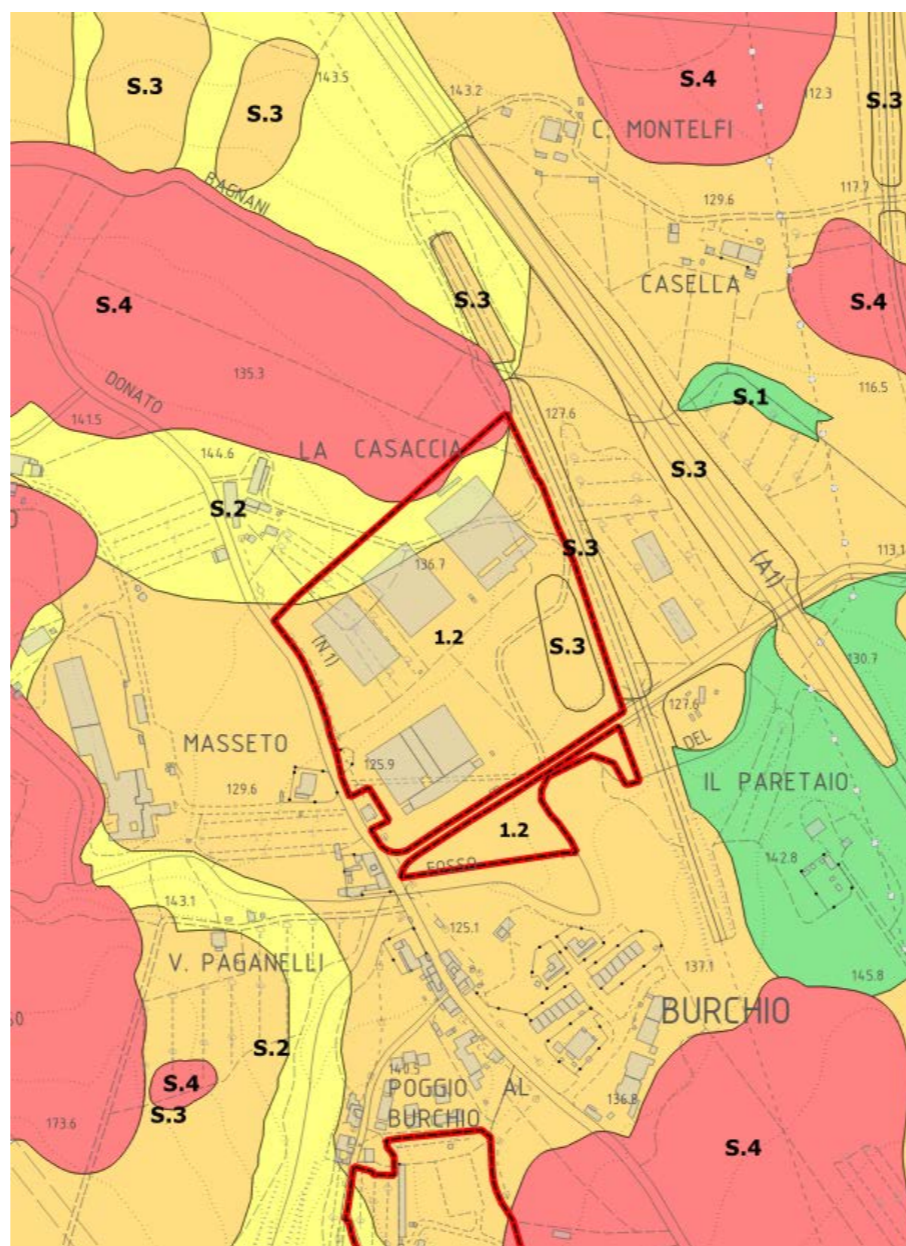 S.3
S.3
143.5
143.2
S.4
112.3
S.3
C. MONTELFI
BAGNANI
129.6
117.7
CASELLA
S.3
S.4
S.4
135.3
DONATO
116.5
S.1
141.5
127.6
144.6
LA CASACCIA
S.3
S.2
S.3
(A1)
113.1
136.7
(N.1)
1.2
S.3
130.7
127.6
DEL
MASSETO
125.9
129.6
IL PARETAIO
1.2
FOSSO
142.8
143.1
125.1
V. PAGANELLI
137.1
145.8
BURCHIO
S.2
S.4
S.3
140.5
POGGIO AL
BURCHIO
136.8
173.6
S.4